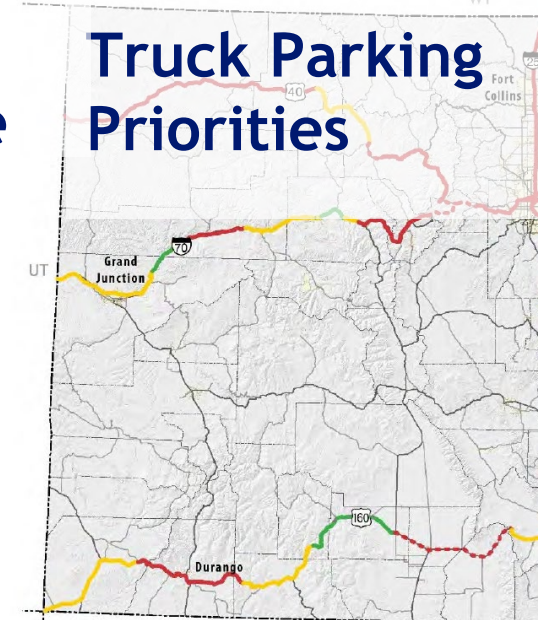 Truck Parking
Priorities
e
25
40
Fort
Collins
70
Grand
Junction
UT
160
Durango